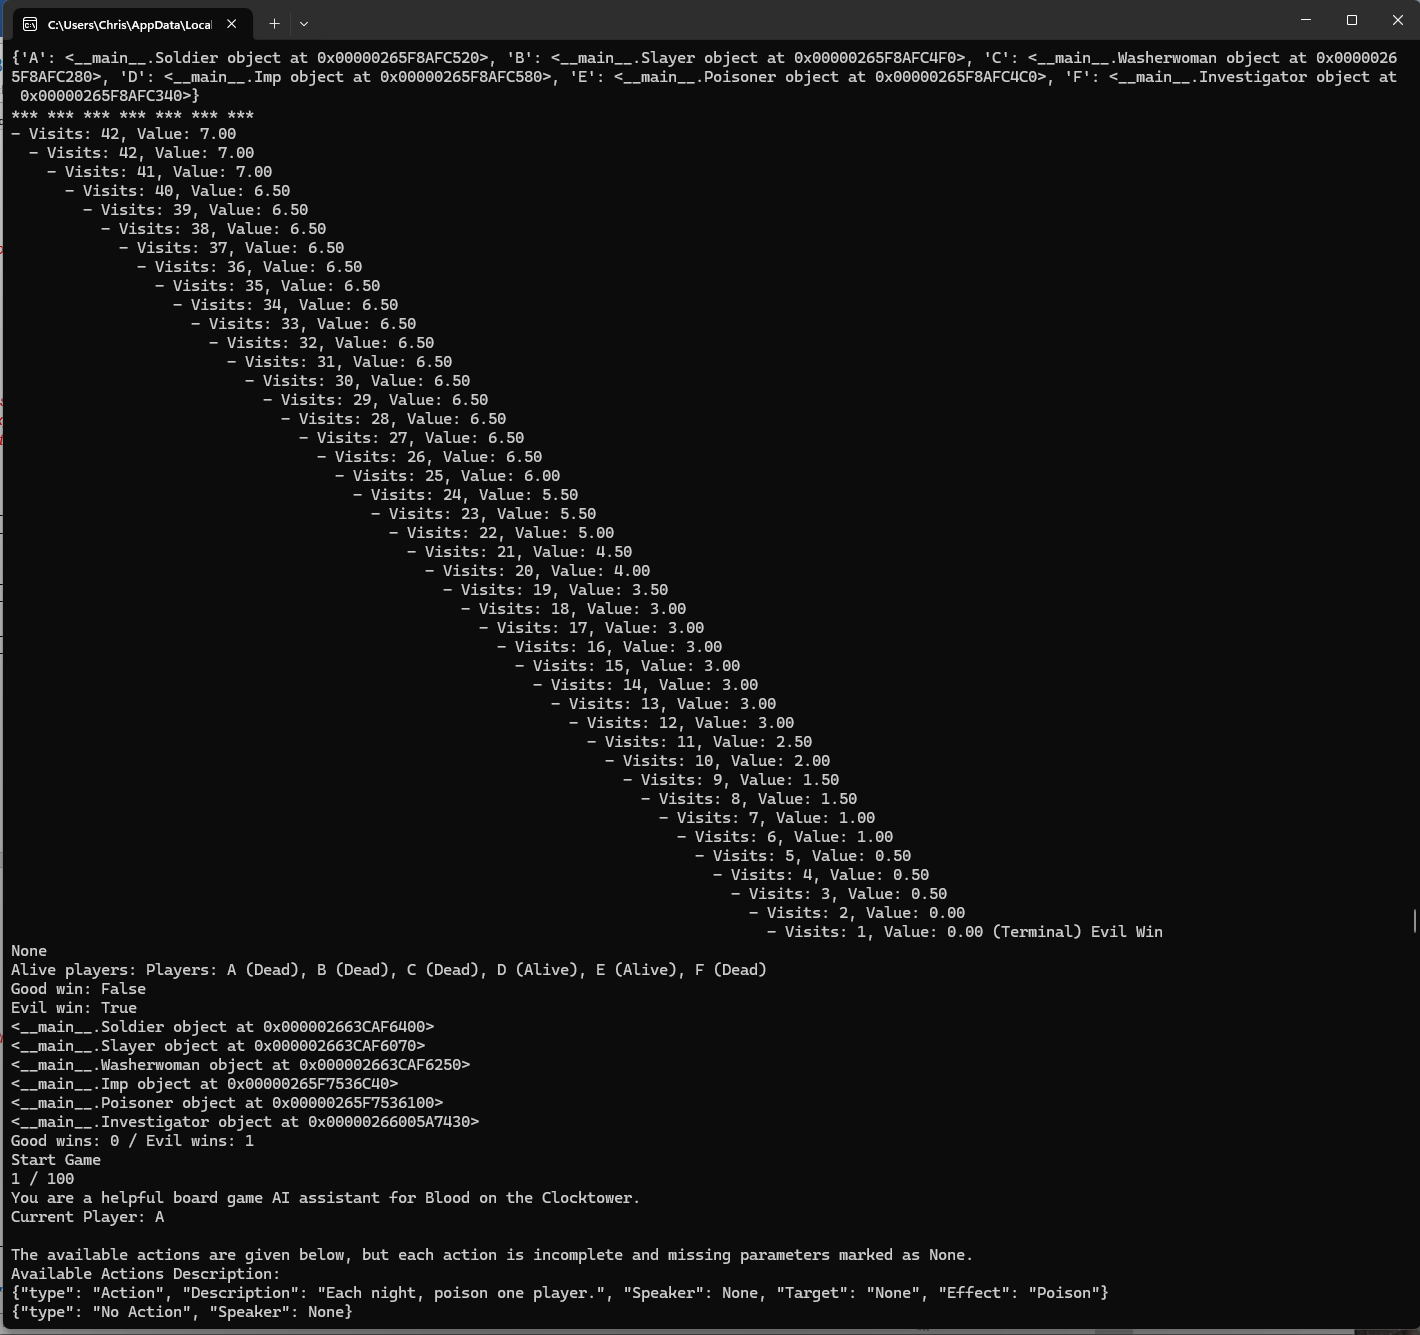 C:\Users\Chris\AppData\Local
{'A': <__main__.Soldier object at 0x00000265F8AFC520>, 'B': <__main__.Slayer object at 0x00000265F8AFC4F0>, 'C': <__main__.Washerwoman object at 0x0000026
5F8AFC280>, 'D': <__main__.Imp object at 0x00000265F8AFC580>, 'E': <__main__.Poisoner object at 0x00000265F8AFC4C0>, 'F': <__main__.Investigator object at
 0x00000265F8AFC340>}
*** *** *** *** *** *** ***
- Visits: 42, Value: 7.00
- Visits: 42, Value: 7.00
- Visits: 41, Value: 7.00
- Visits: 40, Value: 6.50
- Visits: 39, Value: 6.50
- Visits: 38, Value: 6.50
- Visits: 37, Value: 6.50
- Visits: 36, Value: 6.50
- Visits: 35, Value: 6.50
- Visits: 34, Value: 6.50
- Visits: 33, Value: 6.50
- Visits: 32, Value: 6.50
- Visits: 31, Value: 6.50
- Visits: 30, Value: 6.50
- Visits: 29, Value: 6.50
- Visits: 28, Value: 6.50
- Visits: 27, Value: 6.50
- Visits: 26, Value: 6.50
- Visits: 25, Value: 6.00
- Visits: 24, Value: 5.50
- Visits: 23, Value: 5.50
- Visits: 22, Value: 5.00
- Visits: 21, Value: 4.50
- Visits: 20, Value: 4.00
- Visits: 19, Value: 3.50
- Visits: 18, Value: 3.00
- Visits: 17, Value: 3.00
- Visits: 16, Value: 3.00
- Visits: 15, Value: 3.00
- Visits: 14, Value: 3.00
- Visits: 13, Value: 3.00
- Visits: 12, Value: 3.00
- Visits: 11, Value: 2.50
- Visits: 10, Value: 2.00
- Visits: 9, Value: 1.50
- Visits: 8, Value: 1.50
- Visits: 7, Value: 1.00
- Visits: 6, Value: 1.00
- Visits: 5, Value: 0.50
- Visits: 4, Value: 0.50
- Visits: 3, Value: 0.50
- Visits: 2, Value: 0.00
- Visits: 1, Value: 0.00 (Terminal) Evil Win
None
Alive players: Players: A (Dead), B (Dead), C (Dead), D (Alive), E (Alive), F (Dead)
Good win: False
Evil win: True
<__main__.Soldier object at 0x000002663CAF6400>
<__main__.Slayer object at 0x000002663CAF6070>
<__main__.Washerwoman object at 0x000002663CAF6250>
<__main__.Imp object at 0x00000265F7536C40>
<__main__.Poisoner object at 0x00000265F7536100>
<__main__.Investigator object at 0x00000266005A7430>
Good wins: 0 / Evil wins: 1
Start Game
1 / 100
You are a helpful board game AI assistant for Blood on the Clocktower.
Current Player: A
The available actions are given below, but each action is incomplete and missing parameters marked as None.
Available Actions Description:
{"type": "Action", "Description": "Each night, poison one player.", "Speaker": None, "Target": "None", "Effect": "Poison"}
{"type": "No Action", "Speaker": None}